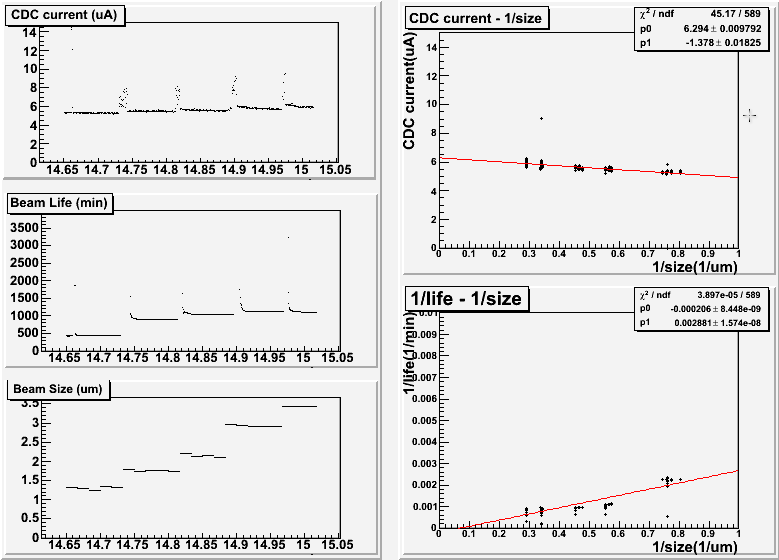 CDC current (uA)
14
12
10
8
6
4
2
0
14.65 14.7 14.75 14.8 14.85 14.9 14.95 15 15.05
Beam Life (min)
3500
3000
2500
2000
1500
1000
500
0
14.65 14.7 14.75 14.8 14.85 14.9 14.95 15 15.05
Beam Size (um)
3.5
3
2.5
2
1.5
1
0.5
0
14.65 14.7 14.75 14.8 14.85 14.9 14.95 15 15.05
CDC current - 1/size
χ² / ndf 45.17 / 589
p0 6.294 ± 0.009792
p1 -1.378 ± 0.01825
CDC current(uA)
14
12
10
8
6
4
2
0
0 0.1 0.2 0.3 0.4 0.5 0.6 0.7 0.8 0.9 1
1/size(1/um)
1/life - 1/size
χ² / ndf 3.897e-05 / 589
p0 -0.000206 ± 8.448e-09
p1 0.002881 ± 1.574e-08
1/life(1/min)
0.01
0.009
0.008
0.007
0.006
0.005
0.004
0.003
0.002
0.001
0
0 0.1 0.2 0.3 0.4 0.5 0.6 0.7 0.8 0.9 1
1/size(1/um)